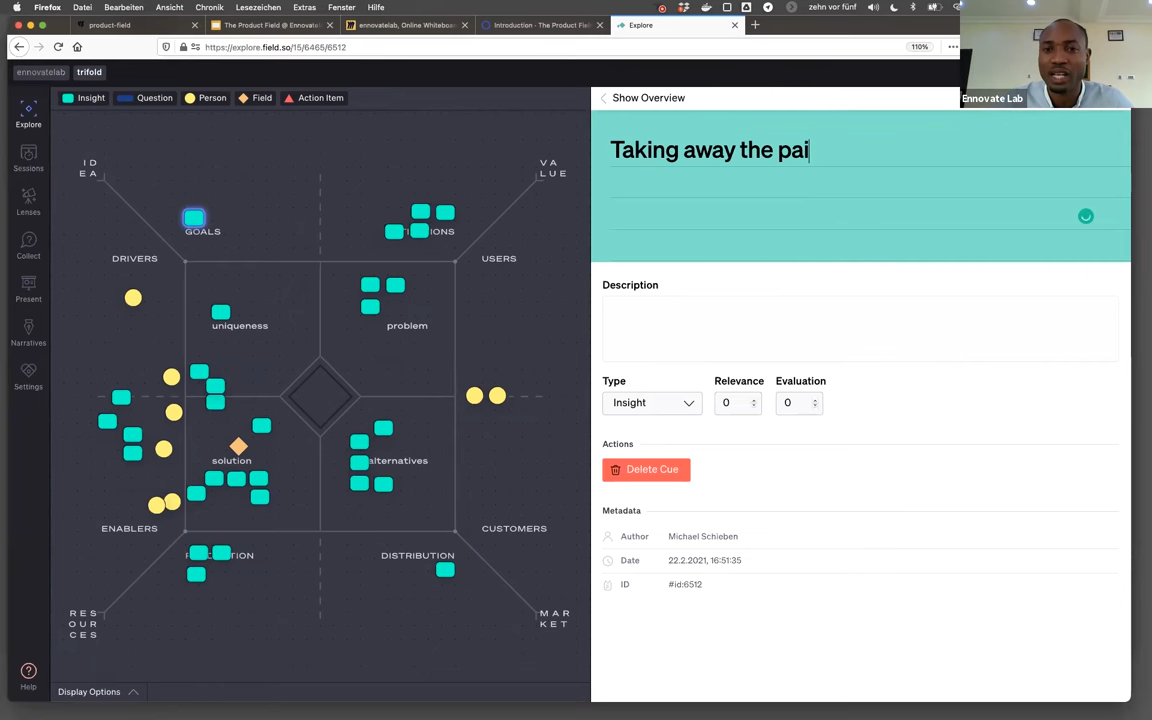 Firefox Datei Bearbeiten Ansicht Chronik Lesezeichen Extras Fenster Hilfe zehn vor fünf
product-field The Product Field @ Ennovatel ennovatelab, Online Whiteboard Introduction - The Product Fiel Explore
https://explore.field.so/15/6465/6512 110%
ennovatelab trifold
Insight Question Person Field Action Item
Show Overview
Ennovate Lab
Explore
Sessions
Lenses
Collect
Present
Narratives
Settings
Help
ID
EA
VA
LUE
GOALS
IONS
DRIVERS
USERS
uniqueness
problem
solution
alternatives
ENABLERS
CUSTOMERS
TION
DISTRIBUTION
RES
OUR
CES
MAR
KET
Display Options
Taking away the pai
Description
Type Relevance Evaluation
Insight 0 0
Actions
Delete Cue
Metadata
Author Michael Schieben
Date 22.2.2021, 16:51:35
ID #id:6512